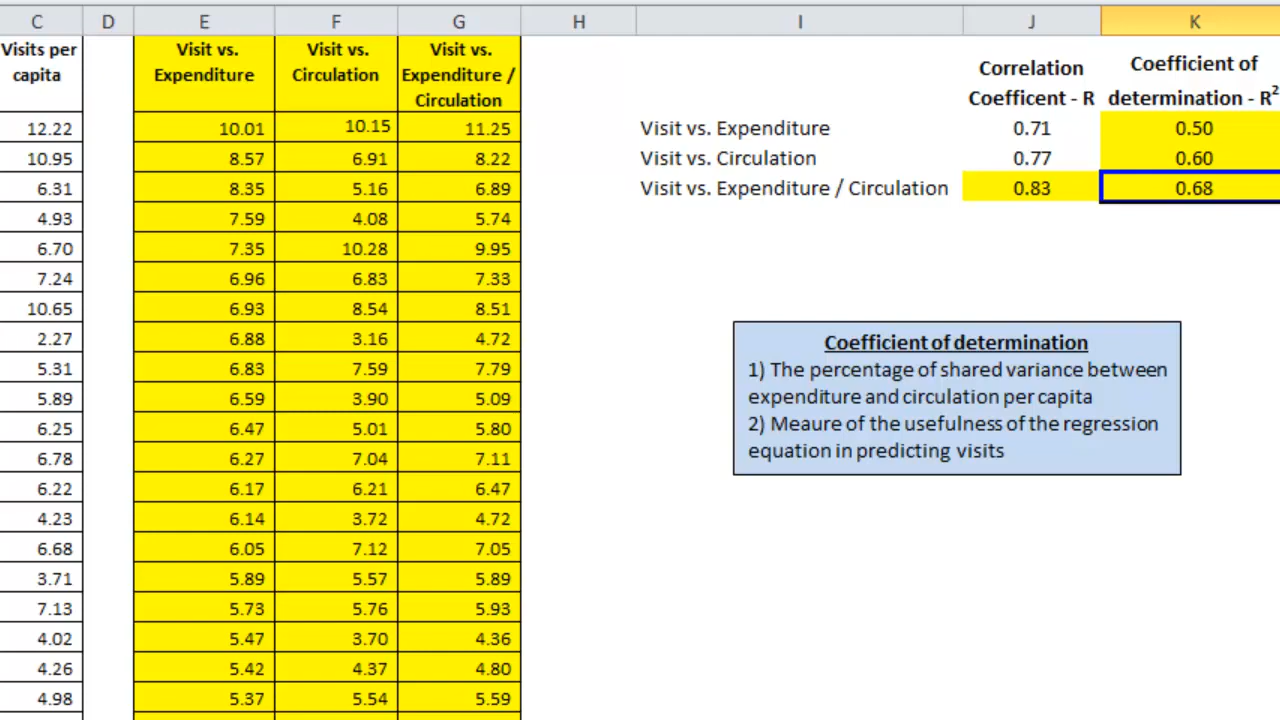 C D E F G H I J K
Visits per Visit vs. Visit vs. Visit vs.
capita Expenditure Circulation Expenditure /
Circulation
Correlation Coefficient of
Coefficent - R determination - R²
12.22 10.01 10.15 11.25 Visit vs. Expenditure 0.71 0.50
10.95 8.57 6.91 8.22 Visit vs. Circulation 0.77 0.60
6.31 8.35 5.16 6.89 Visit vs. Expenditure / Circulation 0.83 0.68
4.93 7.59 4.08 5.74
6.70 7.35 10.28 9.95
7.24 6.96 6.83 7.33
10.65 6.93 8.54 8.51
2.27 6.88 3.16 4.72
5.31 6.83 7.59 7.79
5.89 6.59 3.90 5.09
6.25 6.47 5.01 5.80
6.78 6.27 7.04 7.11
6.22 6.17 6.21 6.47
4.23 6.14 3.72 4.72
6.68 6.05 7.12 7.05
3.71 5.89 5.57 5.89
7.13 5.73 5.76 5.93
4.02 5.47 3.70 4.36
4.26 5.42 4.37 4.80
4.98 5.37 5.54 5.59
Coefficient of determination
1) The percentage of shared variance between
expenditure and circulation per capita
2) Meaure of the usefulness of the regression
equation in predicting visits